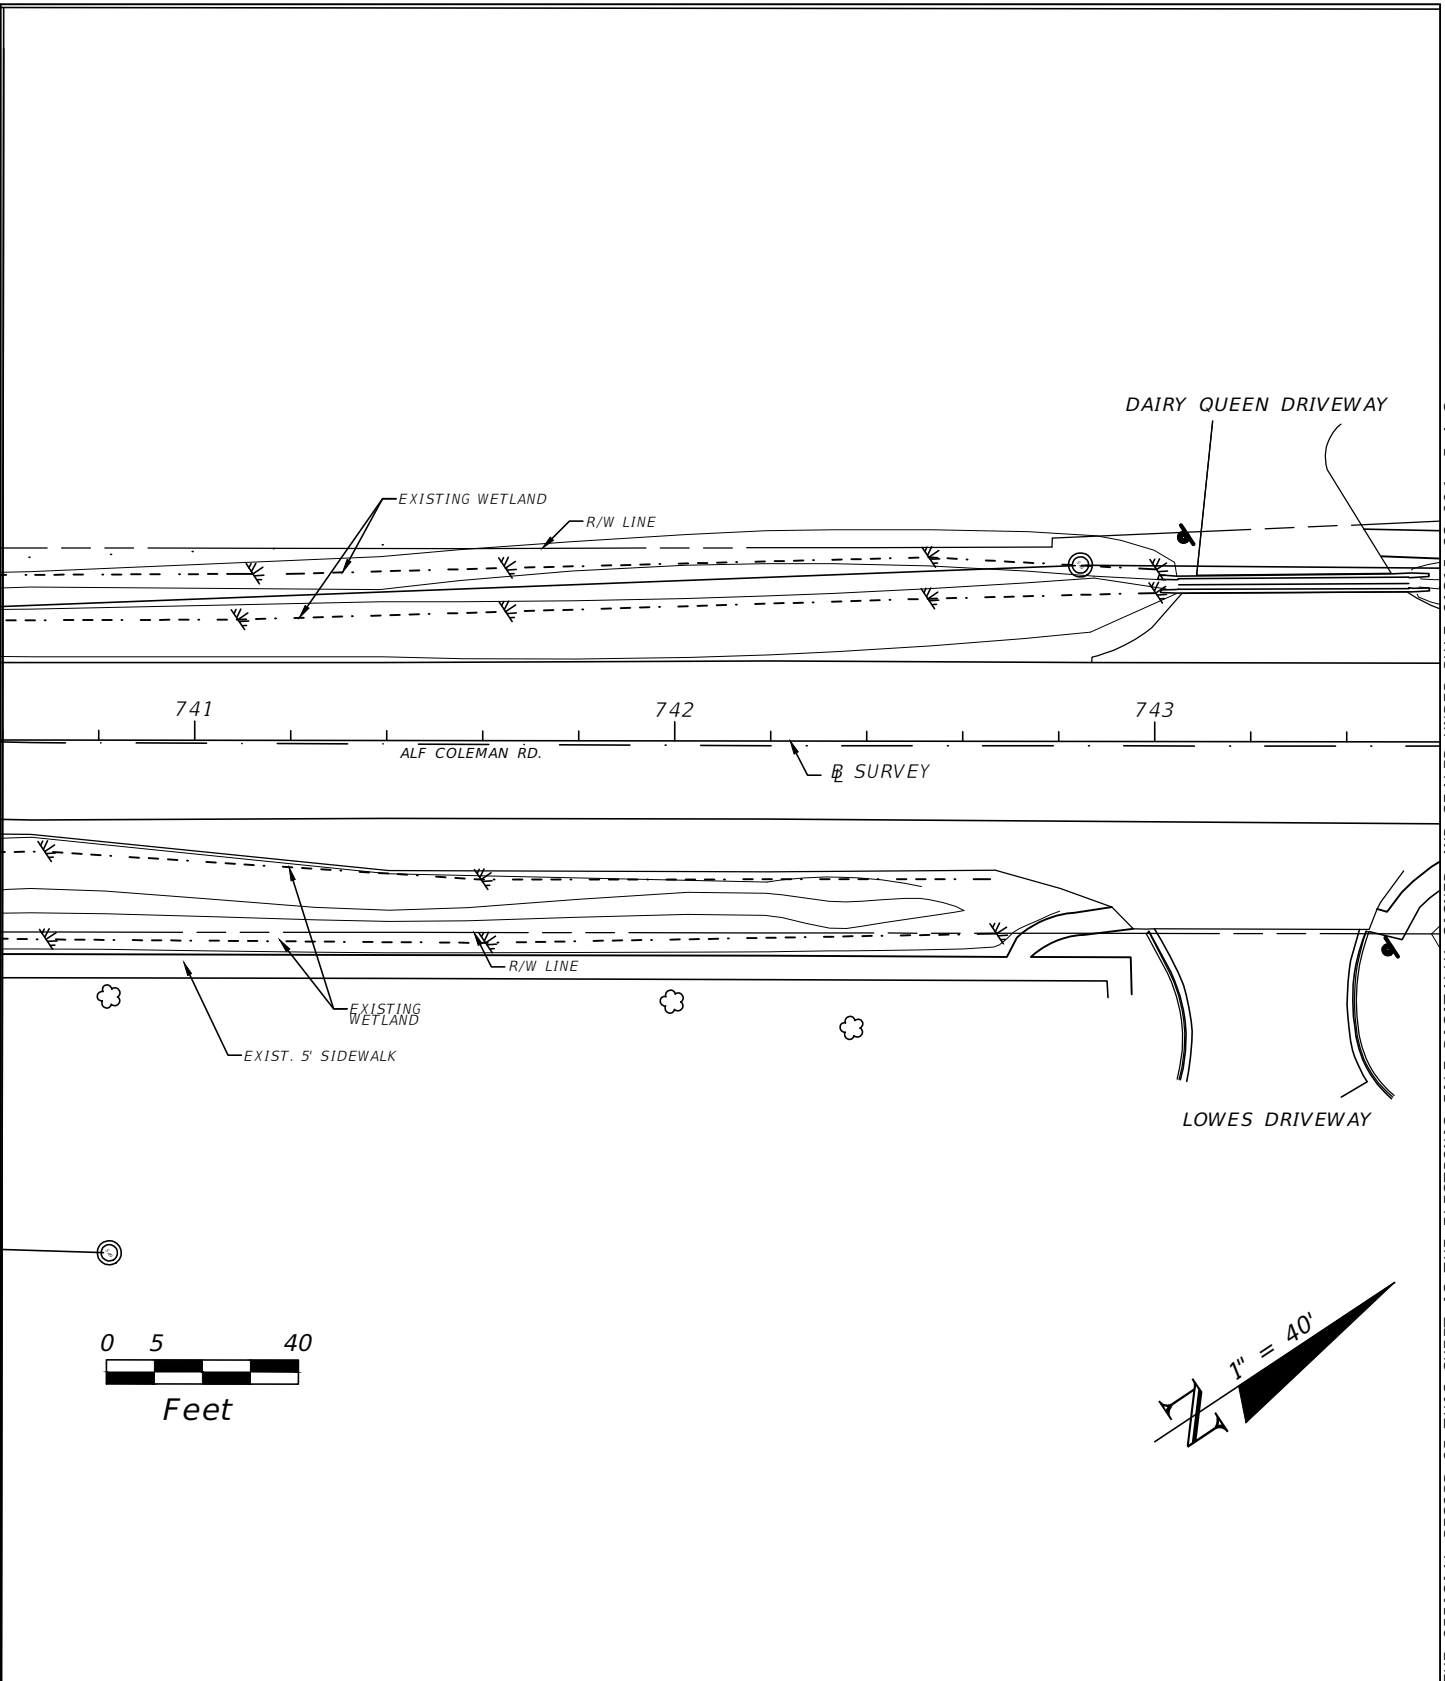 DAIRY QUEEN DRIVEWAY
EXISTING WETLAND
R/W LINE
741
742
743
ALF COLEMAN RD.
BL SURVEY
R/W LINE
EXISTING
WETLAND
EXIST. 5' SIDEWALK
LOWES DRIVEWAY
0 5 40
Feet
1" = 40'
N